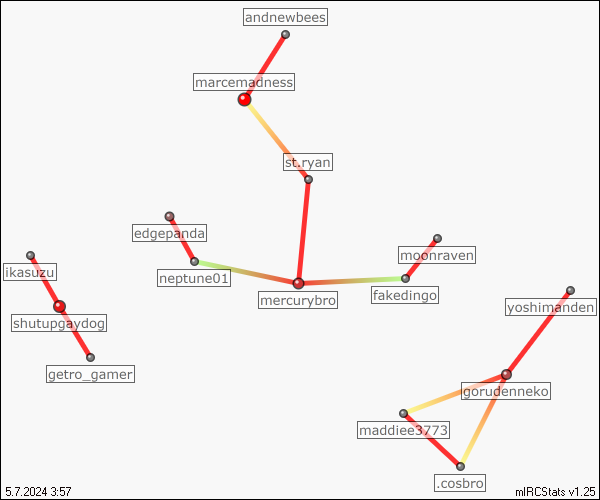 andnewbees
marcemadness
st.ryan
edgepanda
moonraven
ikasuzu
neptune01
fakedingo
mercurybro
yoshimanden
shutupgaydog
getro_gamer
gorudenneko
maddiee3773
.cosbro
5.7.2024 3:57
mIRCStats v1.25